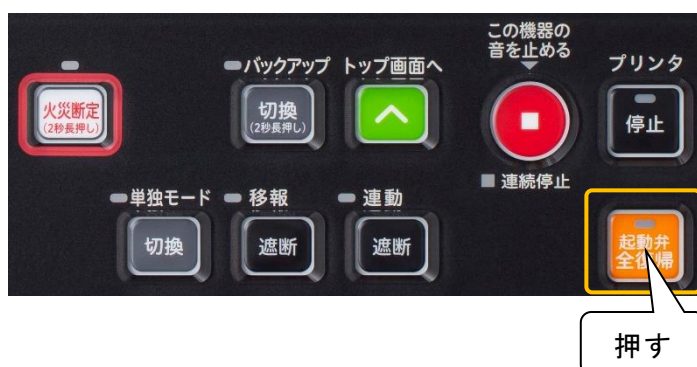 この機器の
音を止める
バックアップ
トップ画面へ
プリンタ
火災断定
(2秒長押し)
切換
(2秒長押し)
停止
連続停止
単独モード
移報
連動
切換
遮断
遮断
起動弁
全復帰
押す